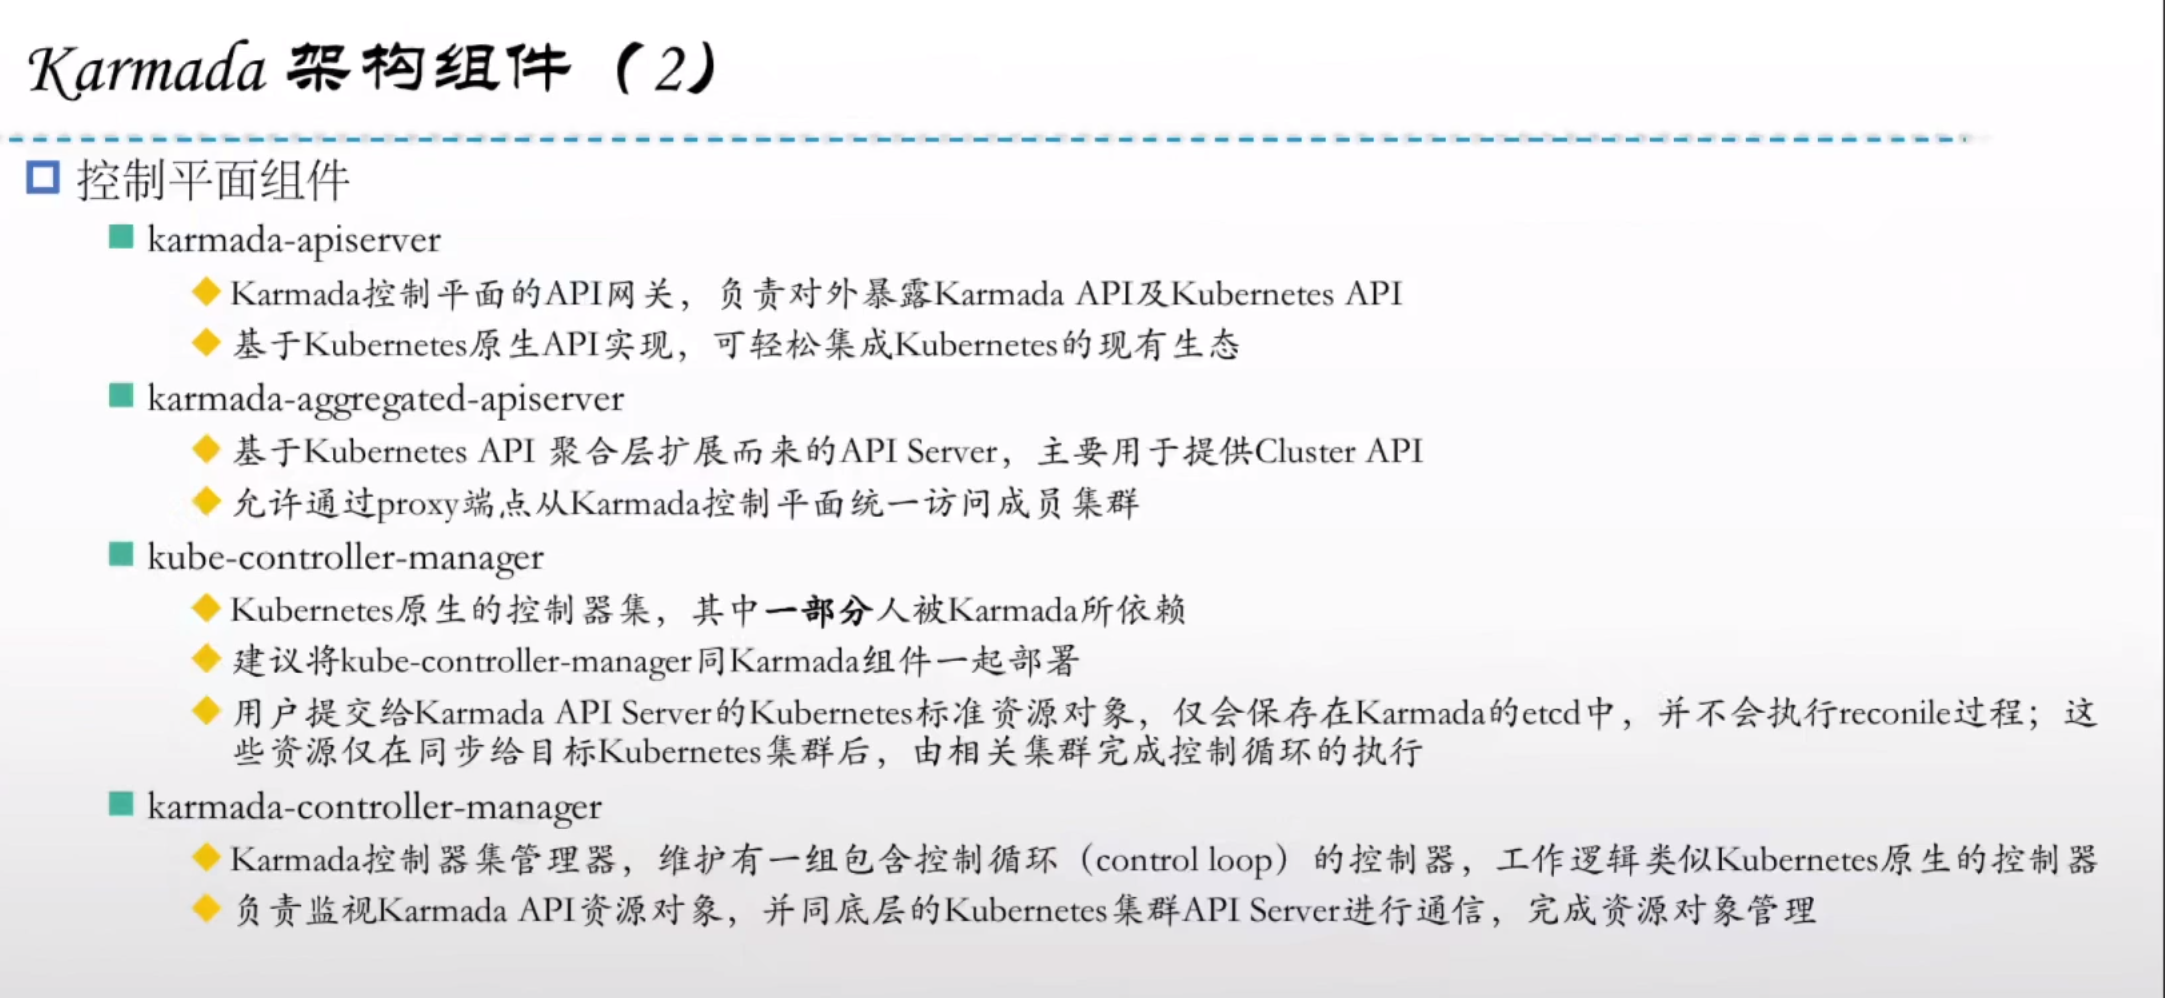 Karmada 架构组件（2）
控制平面组件
karmada-apiserver
Karmada控制平面的API网关，负责对外暴露Karmada API及Kubernetes API
基于Kubernetes原生API实现，可轻松集成Kubernetes的现有生态
karmada-aggregated-apiserver
基于Kubernetes API 聚合层扩展而来的API Server，主要用于提供Cluster API
允许通过proxy端点从Karmada控制平面统一访问成员集群
kube-controller-manager
Kubernetes原生的控制器集，其中一部分人被Karmada所依赖
建议将kube-controller-manager同Karmada组件一起部署
用户提交给Karmada API Server的Kubernetes标准资源对象，仅会保存在Karmada的etcd中，并不会执行reconile过程；这
些资源仅在同步给目标Kubernetes集群后，由相关集群完成控制循环的执行
karmada-controller-manager
Karmada控制器集管理器，维护有一组包含控制循环（control loop）的控制器，工作逻辑类似Kubernetes原生的控制器
负责监视Karmada API资源对象，并同底层的Kubernetes集群API Server进行通信，完成资源对象管理